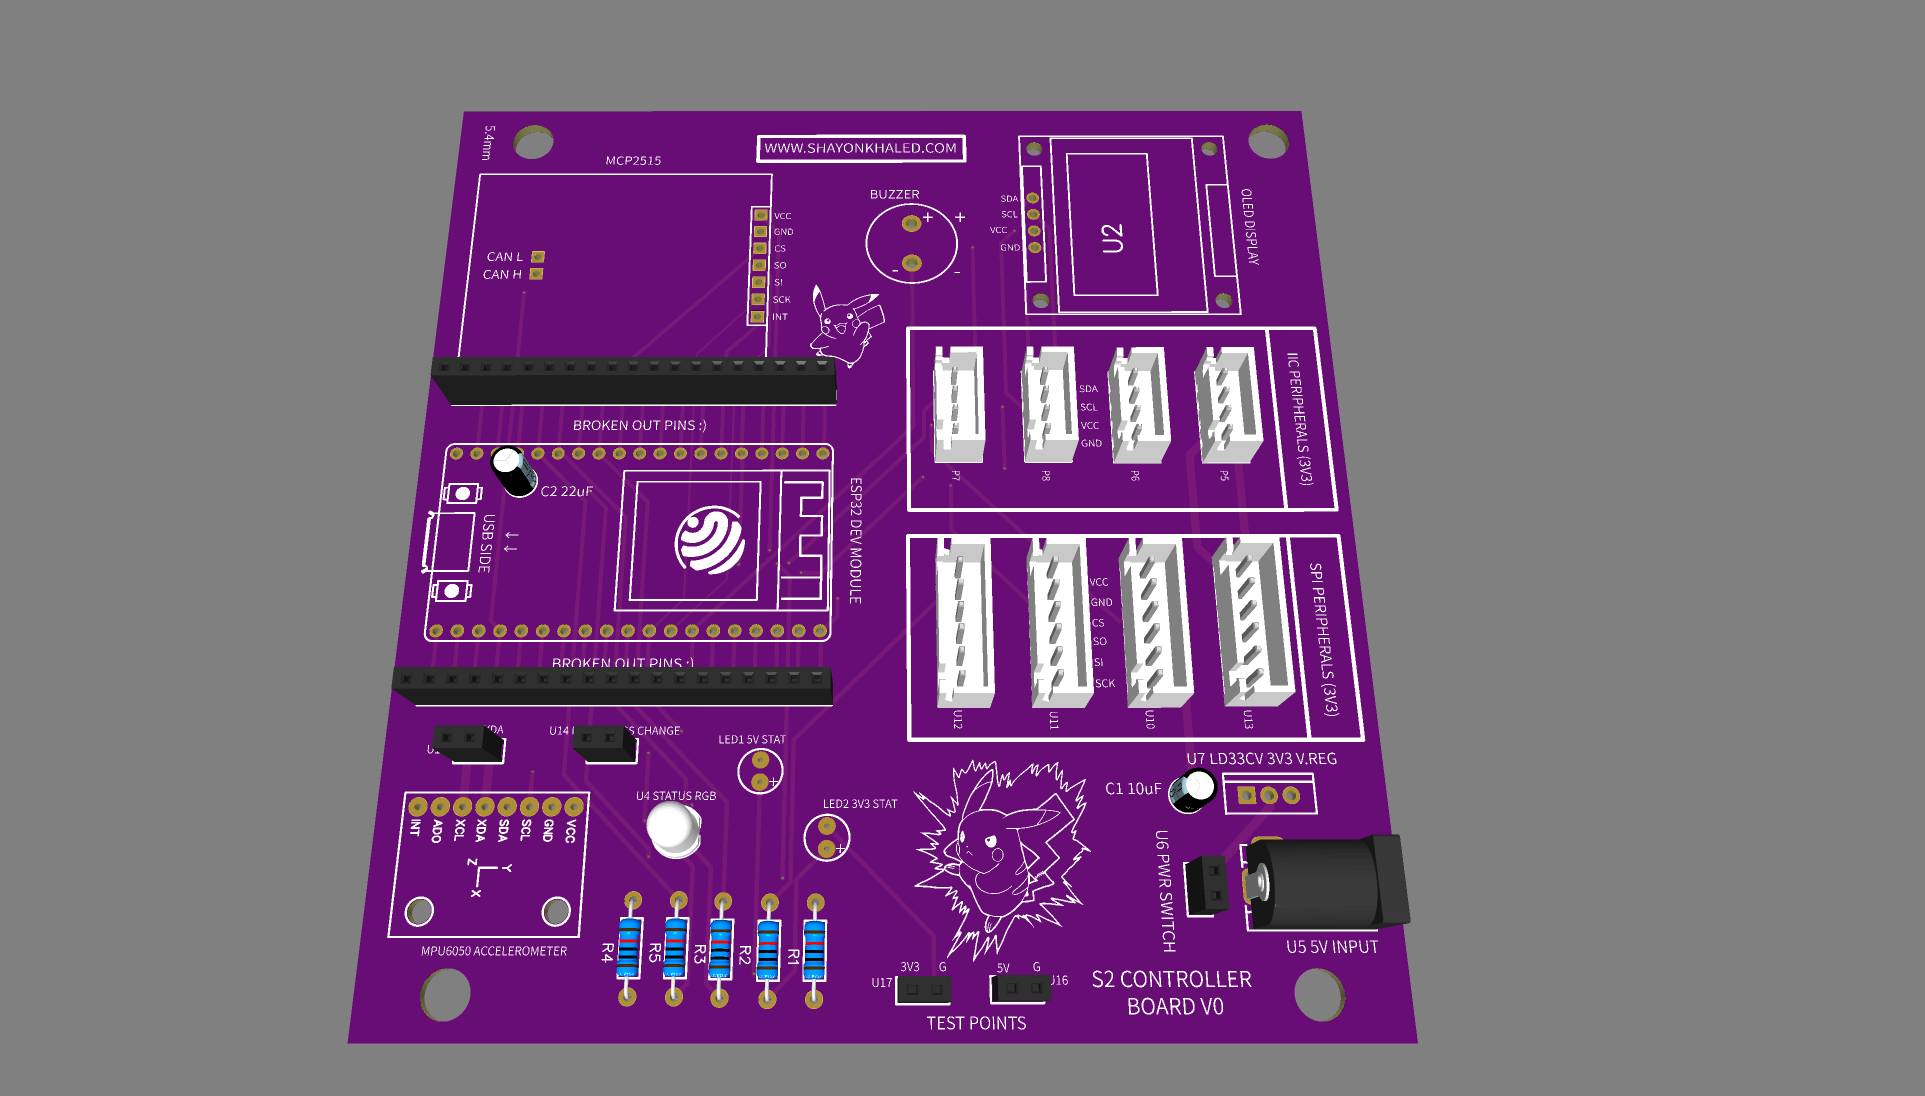 5.4mm
MCP2515
WWW.SHAYONKHALED.COM
BUZZER
+
+
-
-
VCC
GND
CS
SO
SI
SCK
INT
CAN L
CAN H
SDA
SCL
VCC
GND
U2
OLED DISPLAY
BROKEN OUT PINS :)
C2 22uF
USB SIDE
ESP32 DEV MODULE
BROKEN OUT PINS :)
SDA
SCL
VCC
GND
P7
P8
P6
P5
IIC PERIPHERALS (3V3)
VCC
GND
CS
SO
SI
SCK
U12
U11
U10
U13
SPI PERIPHERALS (3V3)
U14
CHANGE
LED1 5V STAT
+
U4 STATUS RGB
LED2 3V3 STAT
+
INT
ADO
XCL
XDA
SDA
SCL
GND
VCC
Z
Y
X
MPU6050 ACCELEROMETER
R4
R5
R3
R2
R1
U7 LD33CV 3V3 V.REG
C1 10uF
U6 PWR SWITCH
U5 5V INPUT
3V3 G
U17
5V G
U16
TEST POINTS
S2 CONTROLLER
BOARD V0